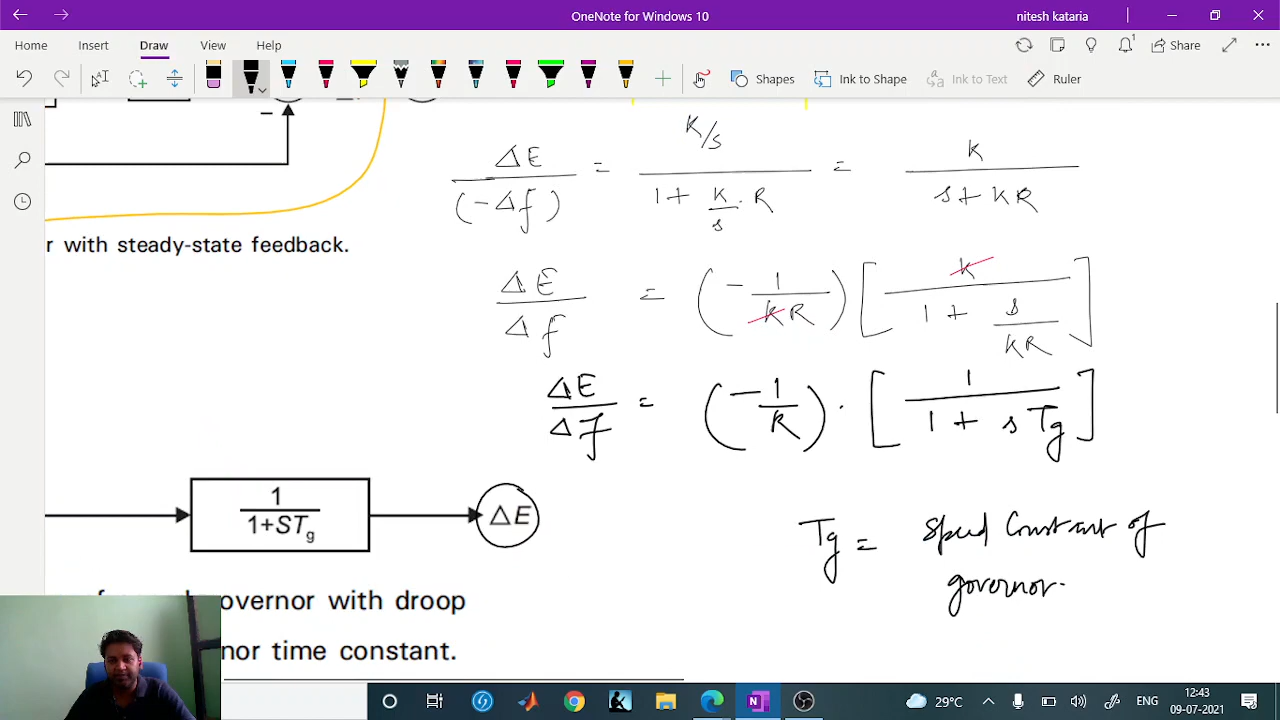 OneNote for Windows 10
nitesh kataria
Home Insert Draw View Help
Share
Shapes
Ink to Shape
Ink to Text
Ruler
−
ΔE/(-Δf) = (K/s)/(1 + K/s · R) = K/(s + KR)
r with steady-state feedback.
ΔE/Δf = (-1/KR) [K/(1 + s/KR)]
ΔE/Δf = (-1/R) · [1/(1 + sTg)]
1/(1+STg)
ΔE
Tg = Speed Constant of
governor.
overnor with droop
nor time constant.
29°C
ENG
12:43
09-07-2021